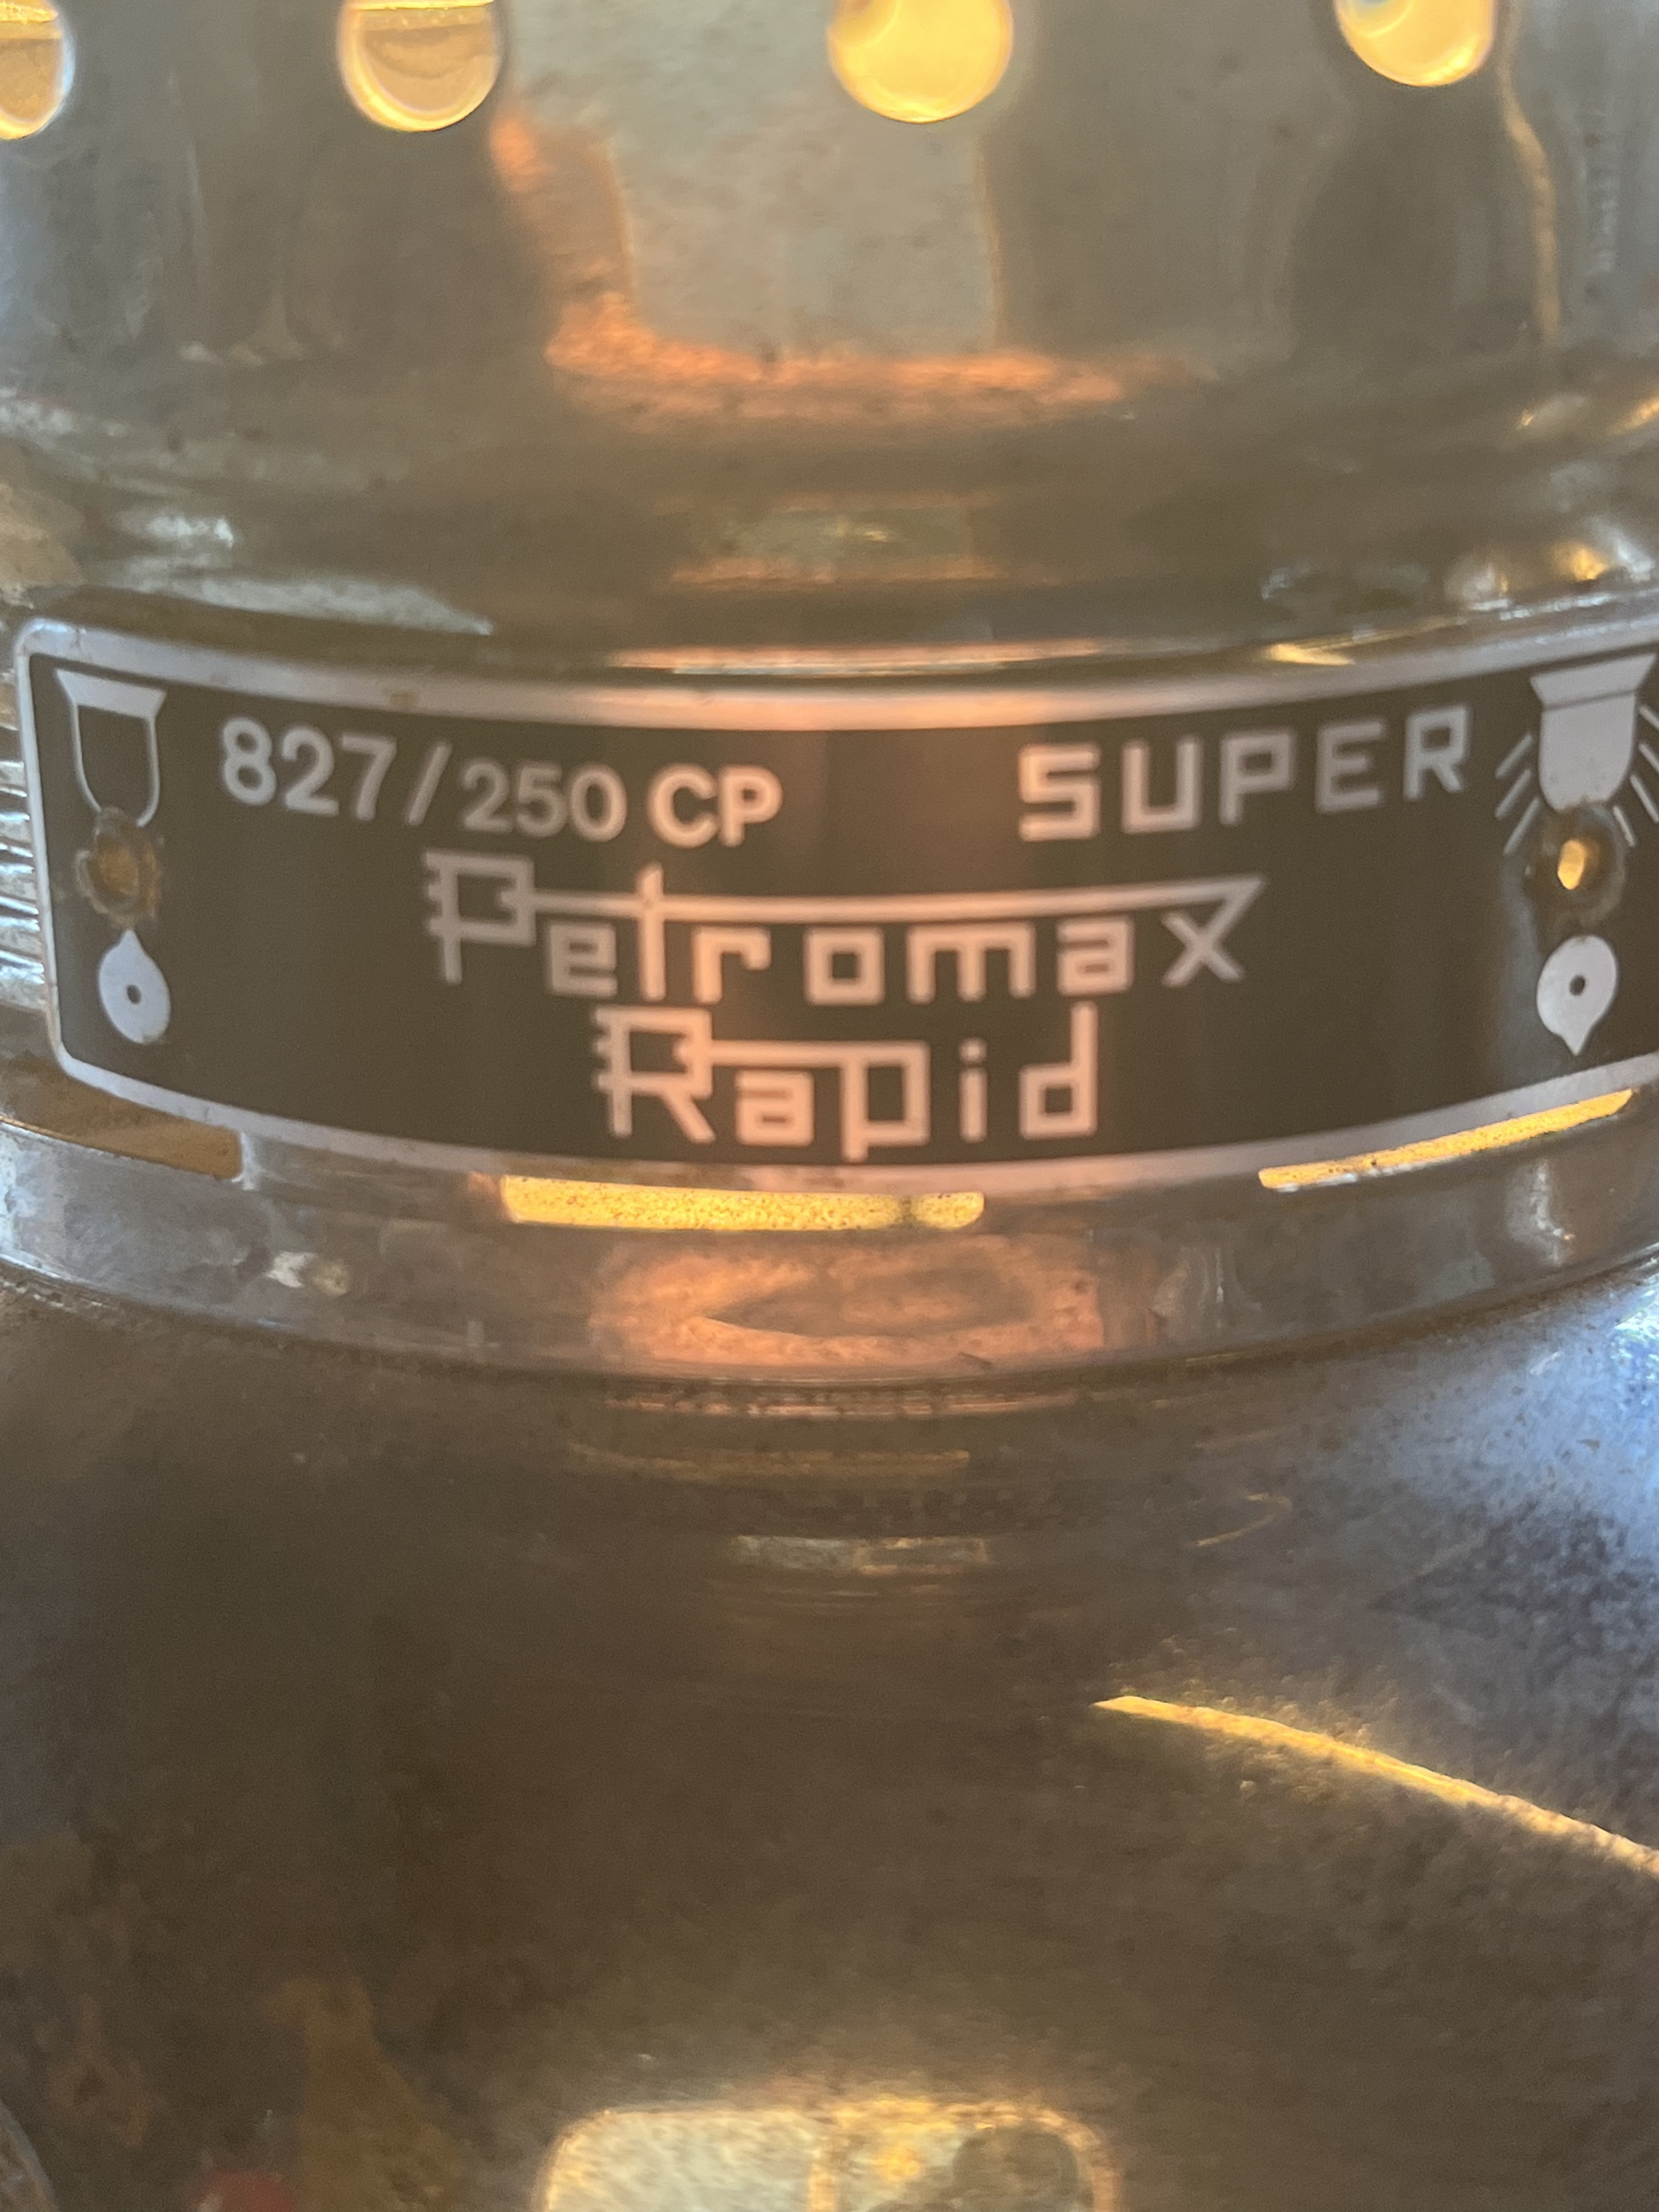 827/250 CP SUPER
Petromax
Rapid